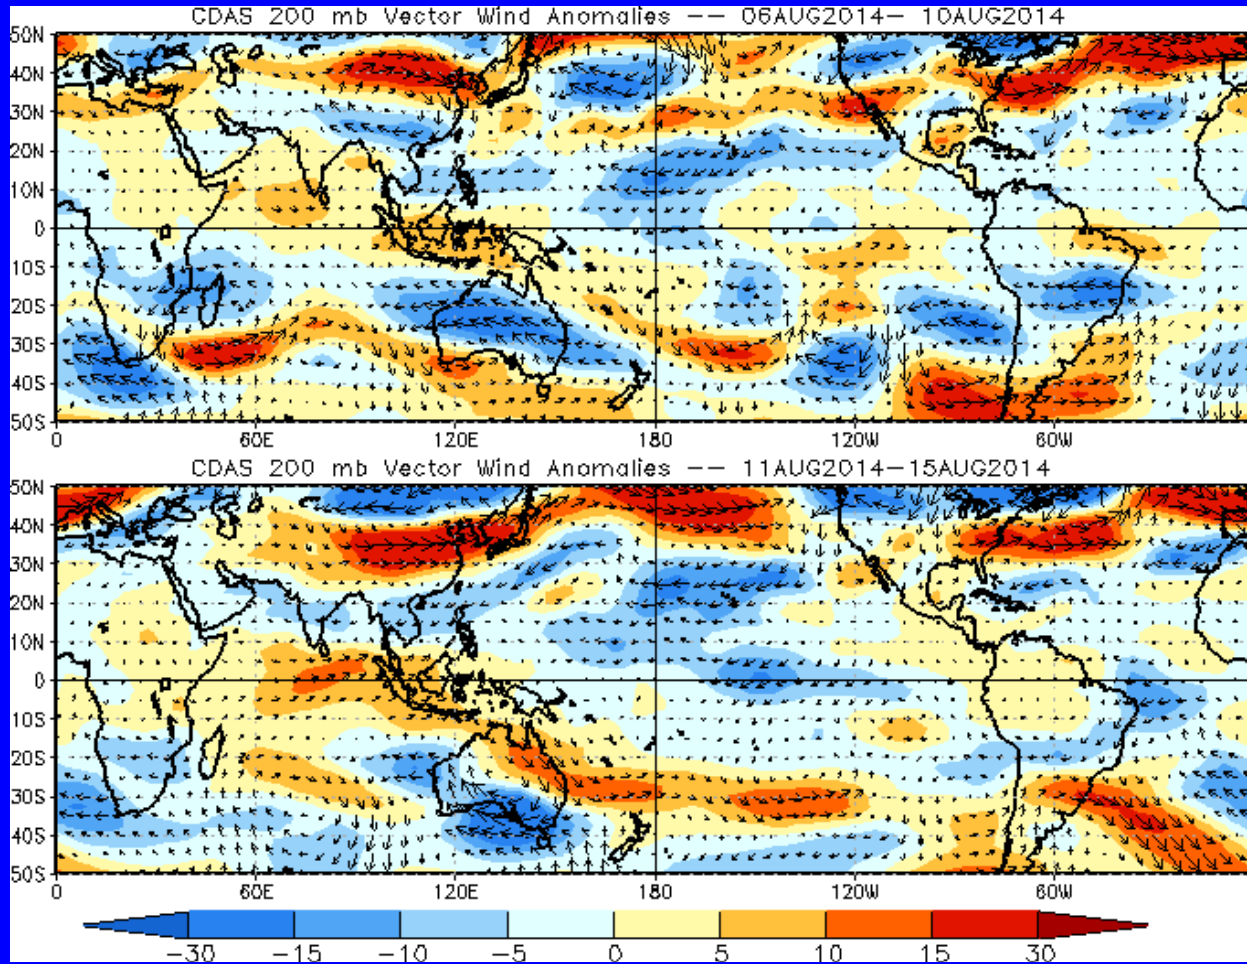 CDAS 200 mb Vector Wind Anomalies -- 06AUG2014- 10AUG2014
50N
40N
30N
20N
10N
0
10S
20S
30S
40S
50S
0 60E 120E 180 120W 60W
CDAS 200 mb Vector Wind Anomalies -- 11AUG2014-15AUG2014
50N
40N
30N
20N
10N
0
10S
20S
30S
40S
50S
0 60E 120E 180 120W 60W
-30 -15 -10 -5 0 5 10 15 30